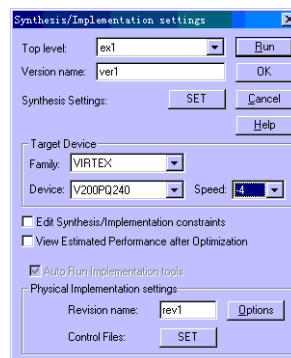 Synthesis/Implementation settings
Top level: ex1 Run
Version name: ver1 OK
Synthesis Settings: SET Cancel
Help
Target Device
Family: VIRTEX
Device: V200PQ240 Speed: -4
Edit Synthesis/Implementation constraints
View Estimated Performance after Optimization
Auto Run Implementation tools
Physical Implementation settings
Revision name: rev1 Options
Control Files: SET